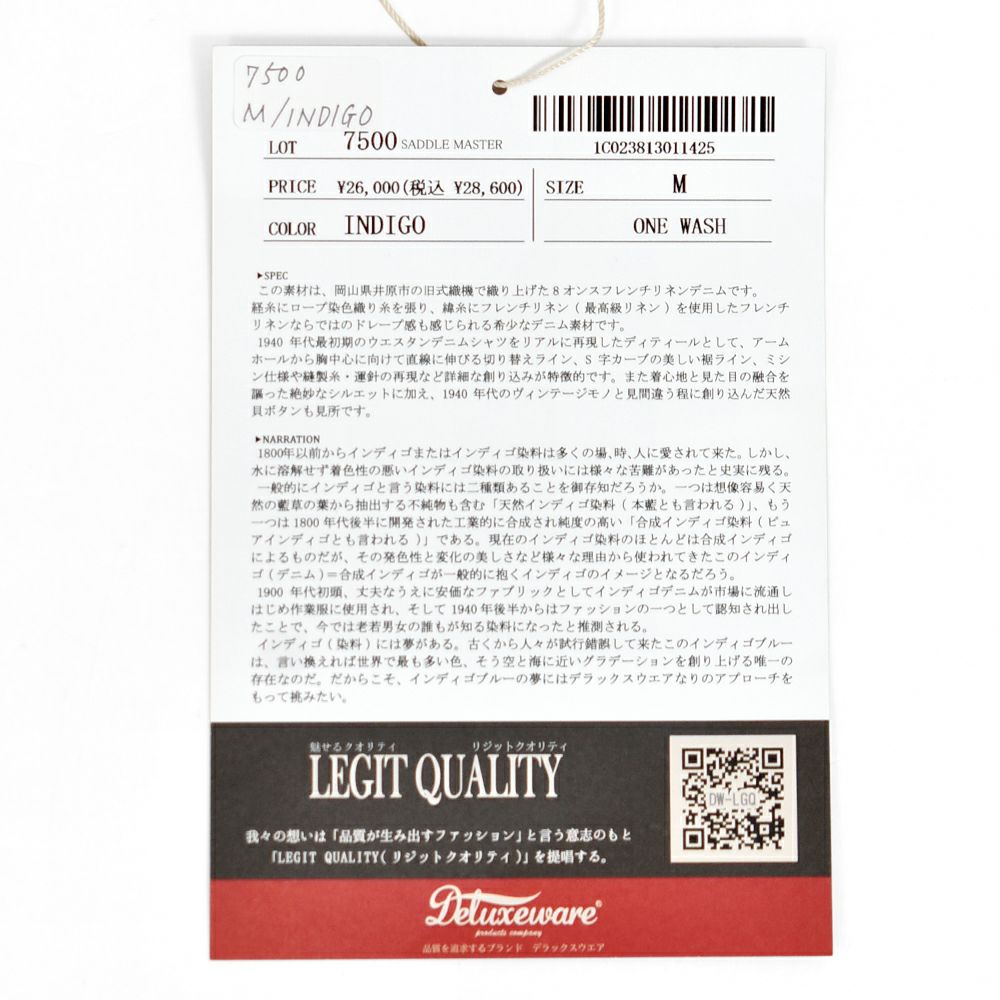 7500
M/INDIGO
LOT 7500 SADDLE MASTER
1C023813011425
PRICE ¥26,000(税込 ¥28,600)
SIZE M
COLOR INDIGO
ONE WASH
▶SPEC
この素材は、岡山県井原市の旧式織機で織り上げた8オンスフレンチリネンデニムです。
経糸にロープ染色織り糸を張り、緯糸にフレンチリネン(最高級リネン)を使用したフレンチ
リネンならではのドレープ感も感じられる希少なデニム素材です。
1940 年代最初期のウエスタンデニムシャツをリアルに再現したディティールとして、アーム
ホールから胸中心に向けて直線に伸びる切り替えライン、S 字カーブの美しい裾ライン、ミシ
ン仕様や縫製糸・運針の再現など詳細な創り込みが特徴的です。また着心地と見た目の融合を
謳った絶妙なシルエットに加え、1940 年代のヴィンテージモノと見間違う程に創り込んだ天然
貝ボタンも見所です。
▶NARRATION
1800年以前からインディゴまたはインディゴ染料は多くの場、時、人に愛されて来た。しかし、
水に溶解せず着色性の悪いインディゴ染料の取り扱いには様々な苦難があったと史実に残る。
一般的にインディゴと言う染料には二種類あることを御存知だろうか。一つは想像容易く天
然の藍草の葉から抽出する不純物も含む「天然インディゴ染料(本藍とも言われる)」、もう
一つは 1800 年代後半に開発された工業的に合成され純度の高い「合成インディゴ染料(ピュ
アインディゴとも言われる)」である。現在のインディゴ染料のほとんどは合成インディゴ
によるものだが、その発色性と変化の美しさなど様々な理由から使われてきたこのインディ
ゴ(デニム)＝合成インディゴが一般的に抱くインディゴのイメージとなるだろう。
1900 年代初頭、丈夫なうえに安価なファブリックとしてインディゴデニムが市場に流通し
はじめ作業服に使用され、そして 1940 年後半からはファッションの一つとして認知され出し
たことで、今では老若男女の誰もが知る染料になったと推測される。
インディゴ(染料)には夢がある。古くから人々が試行錯誤して来たこのインディゴブルー
は、言い換えれば世界で最も多い色、そう空と海に近いグラデーションを創り上げる唯一の
存在なのだ。だからこそ、インディゴブルーの夢にはデラックスウエアなりのアプローチを
もって挑みたい。
魅せるクオリティ リジットクオリティ
LEGIT QUALITY
DW-LGQ
我々の想いは「品質が生み出すファッション」と言う意志のもと
「LEGIT QUALITY(リジットクオリティ)」を提唱する。
Deluxeware®
products company
品質を追求するブランド デラックスウエア